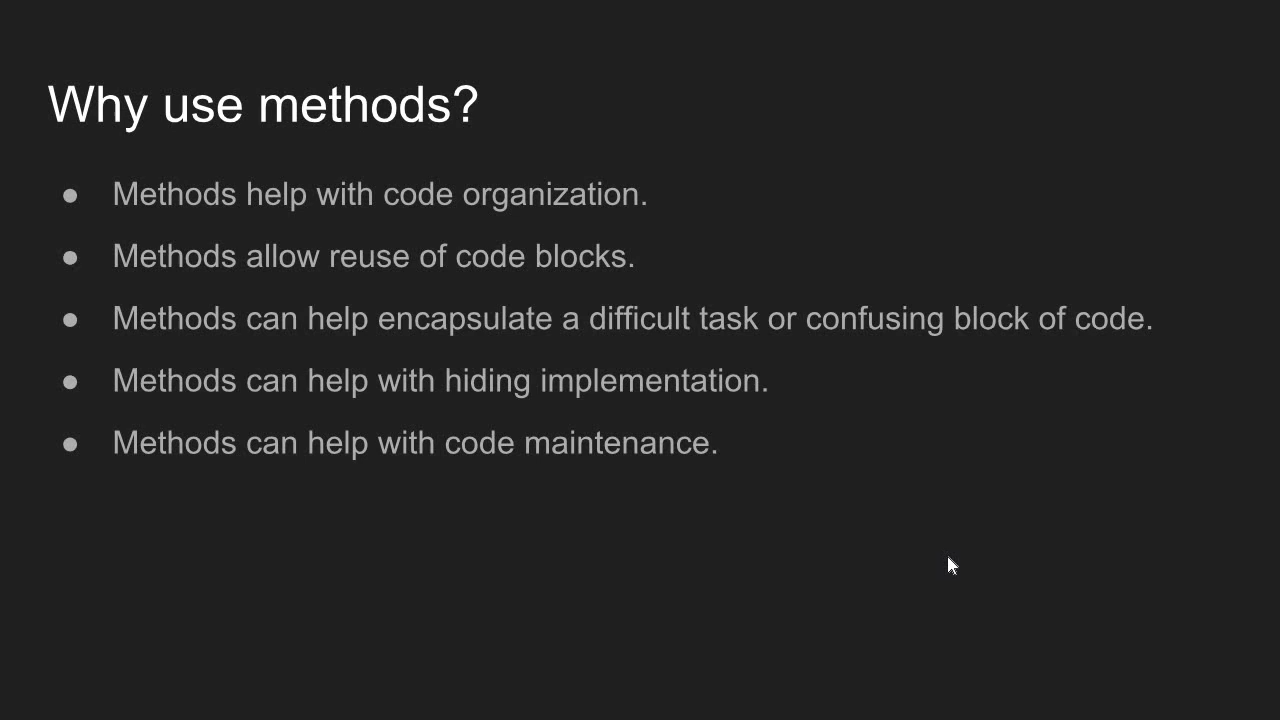 Why use methods?
● Methods help with code organization.
● Methods allow reuse of code blocks.
● Methods can help encapsulate a difficult task or confusing block of code.
● Methods can help with hiding implementation.
● Methods can help with code maintenance.